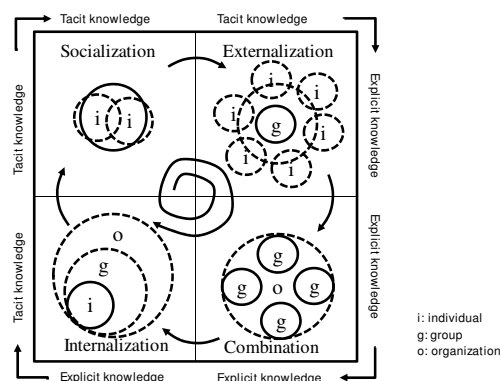 Tacit knowledge Tacit knowledge
Socialization Externalization
Tacit knowledge
Explicit knowledge
i i
i
i
i
i
i
i
g
Tacit knowledge
Explicit knowledge
o
g
i
g
g
o
g
g
Internalization Combination
Explicit knowledge Explicit knowledge
i: individual
g: group
o: organization